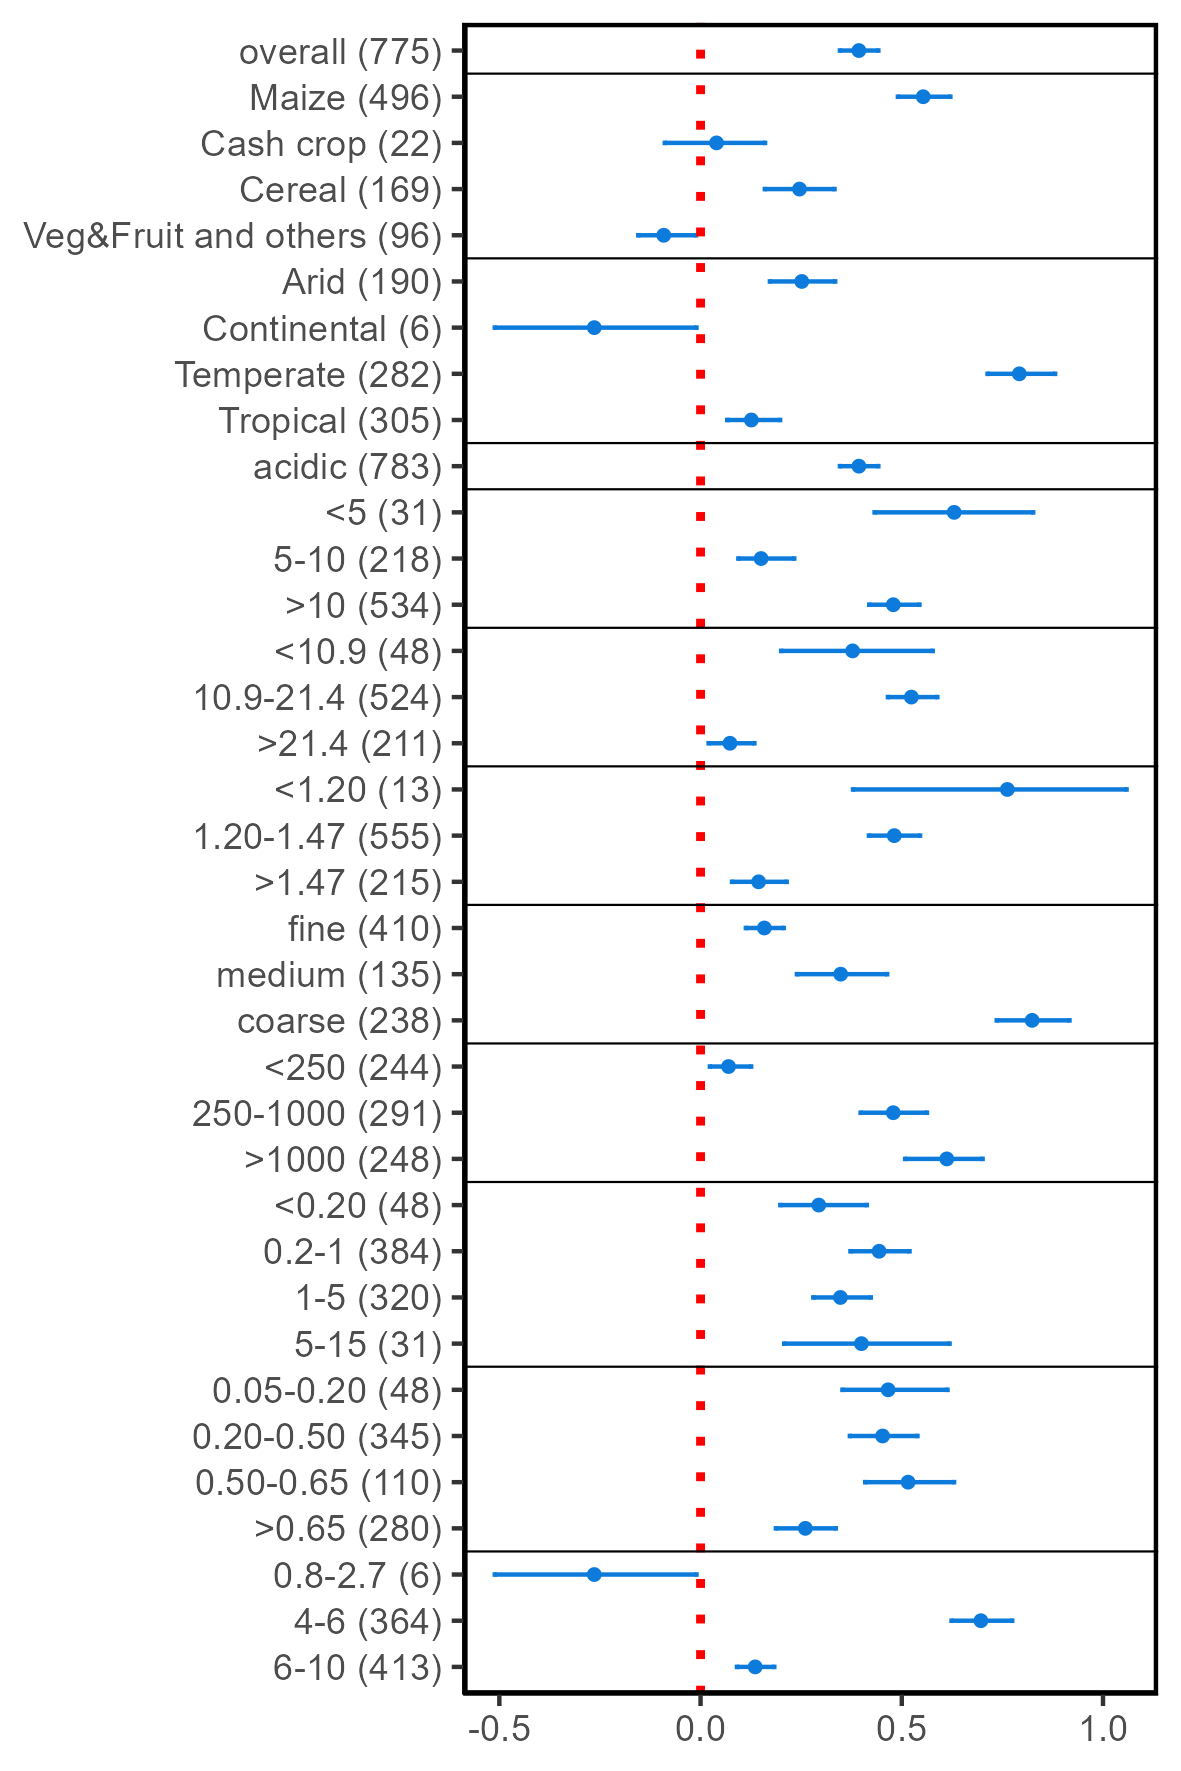 overall (775)
Maize (496)
Cash crop (22)
Cereal (169)
Veg&Fruit and others (96)
Arid (190)
Continental (6)
Temperate (282)
Tropical (305)
acidic (783)
<5 (31)
5-10 (218)
>10 (534)
<10.9 (48)
10.9-21.4 (524)
>21.4 (211)
<1.20 (13)
1.20-1.47 (555)
>1.47 (215)
fine (410)
medium (135)
coarse (238)
<250 (244)
250-1000 (291)
>1000 (248)
<0.20 (48)
0.2-1 (384)
1-5 (320)
5-15 (31)
0.05-0.20 (48)
0.20-0.50 (345)
0.50-0.65 (110)
>0.65 (280)
0.8-2.7 (6)
4-6 (364)
6-10 (413)
-0.5 0.0 0.5 1.0